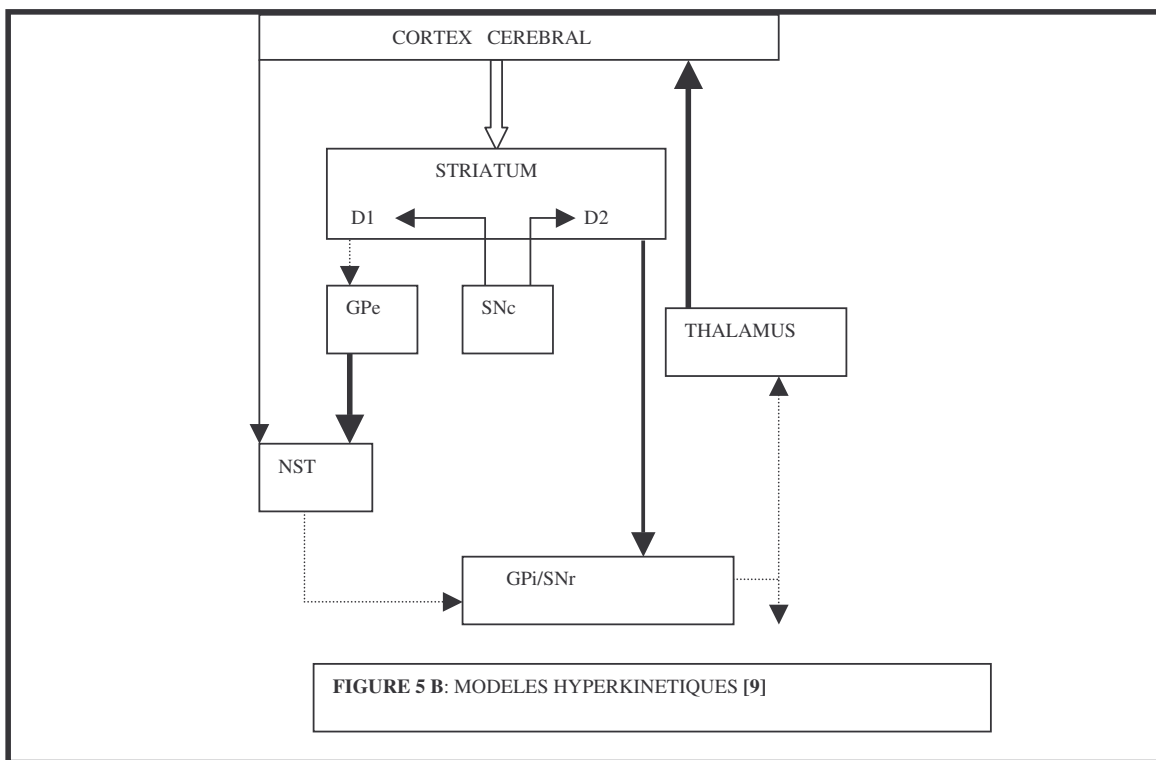 CORTEX CEREBRAL
STRIATUM
D1
D2
GPe
SNc
THALAMUS
NST
GPi/SNr
FIGURE 5 B: MODELES HYPERKINETIQUES [9]